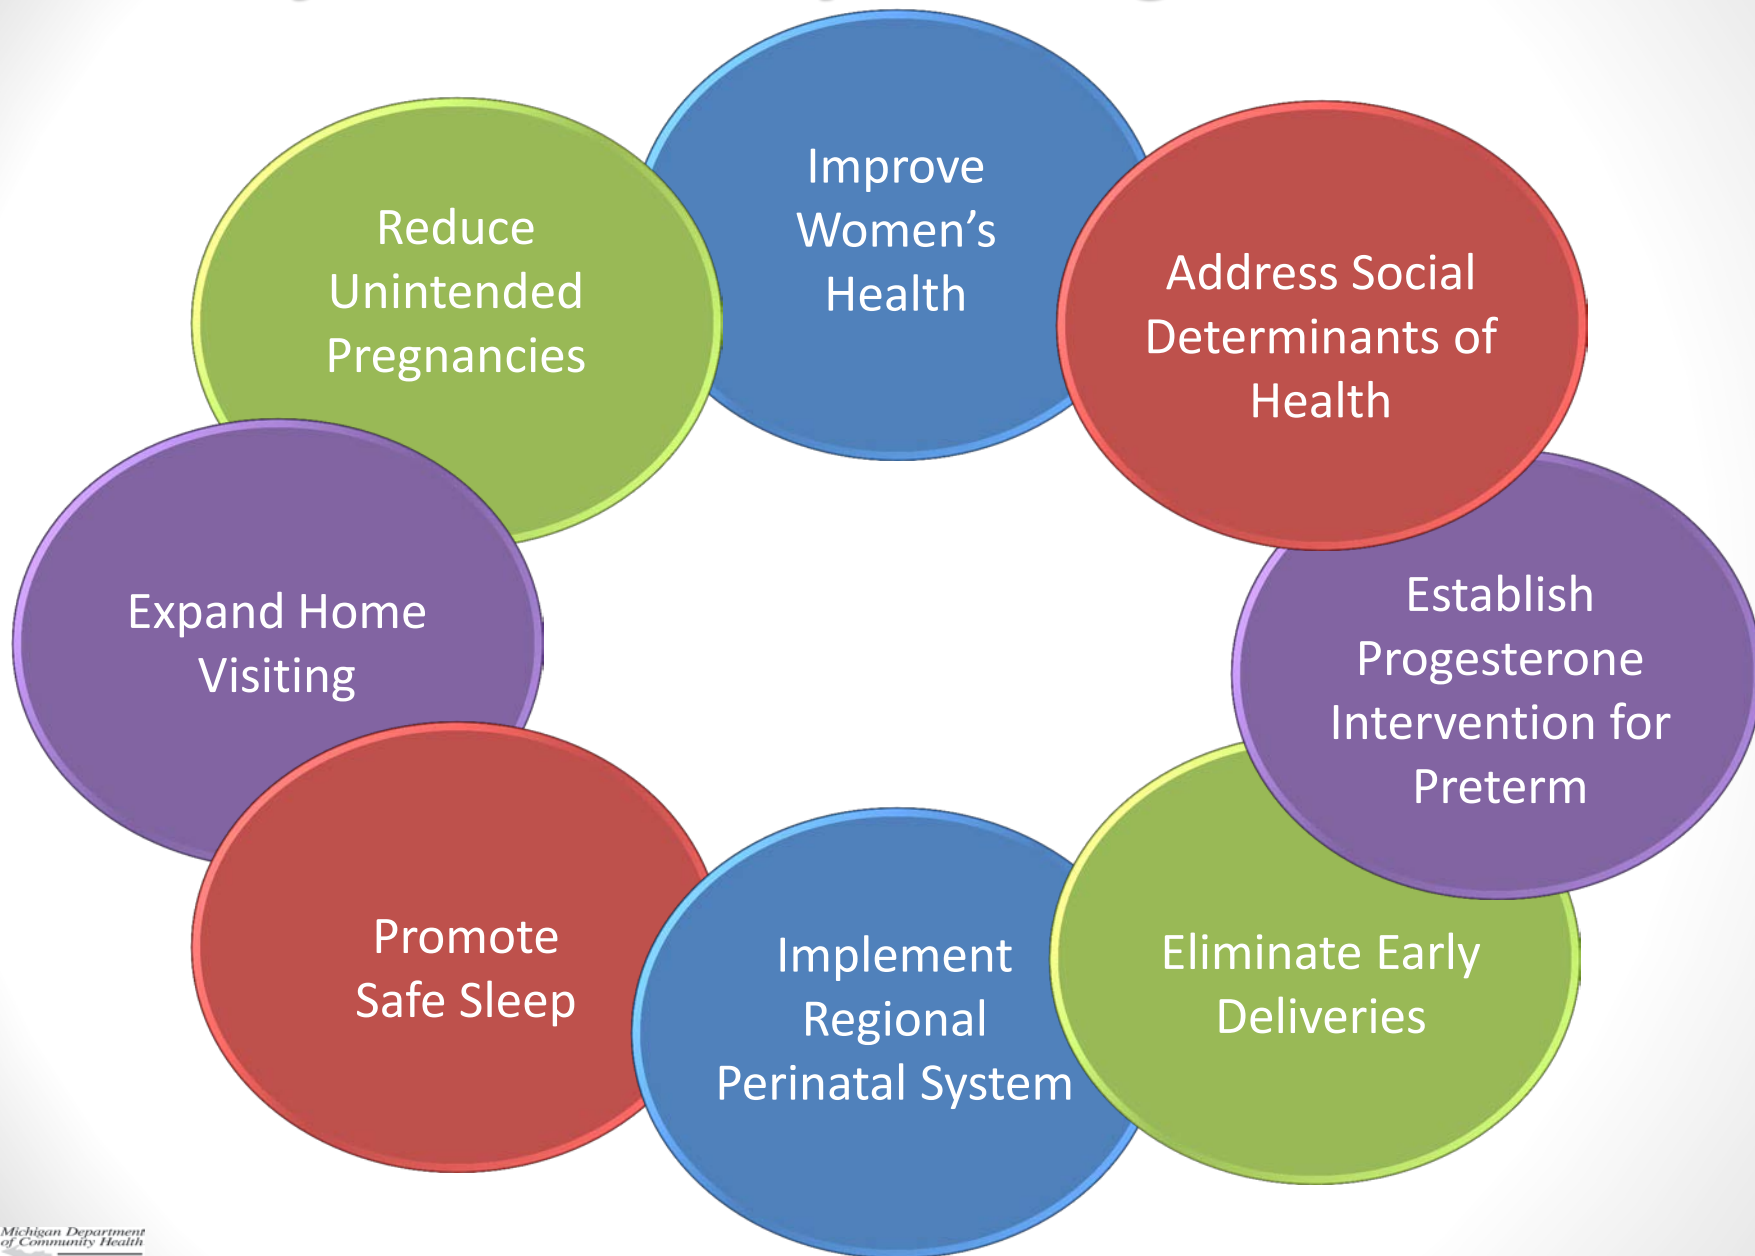 Improve
Women’s
Health
Address Social
Determinants of
Health
Establish
Progesterone
Intervention for
Preterm
Eliminate Early
Deliveries
Implement
Regional
Perinatal System
Promote
Safe Sleep
Expand Home
Visiting
Reduce
Unintended
Pregnancies
Michigan Department
of Community Health